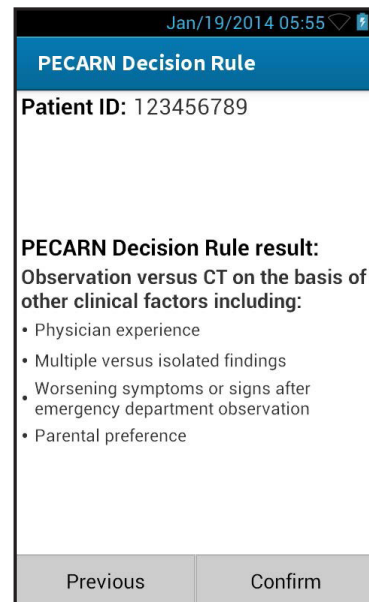 Jan/19/2014 05:55
PECARN Decision Rule
Patient ID: 123456789
PECARN Decision Rule result:
Observation versus CT on the basis of
other clinical factors including:
• Physician experience
• Multiple versus isolated findings
• Worsening symptoms or signs after
emergency department observation
• Parental preference
Previous
Confirm